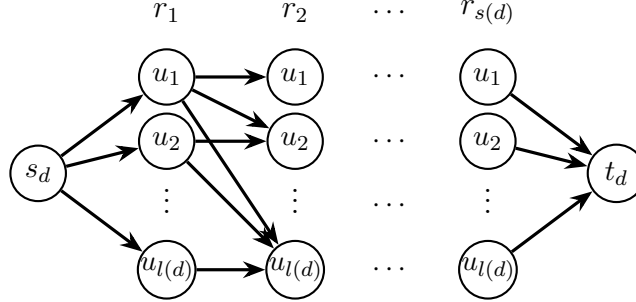 r_1 r_2 ⋯ r_{s(d)}
u_1 u_1 ⋯ u_1
u_2 u_2 ⋯ u_2
s_d ⋮ ⋮ ⋯ ⋮ t_d
u_{l(d)} u_{l(d)} ⋯ u_{l(d)}